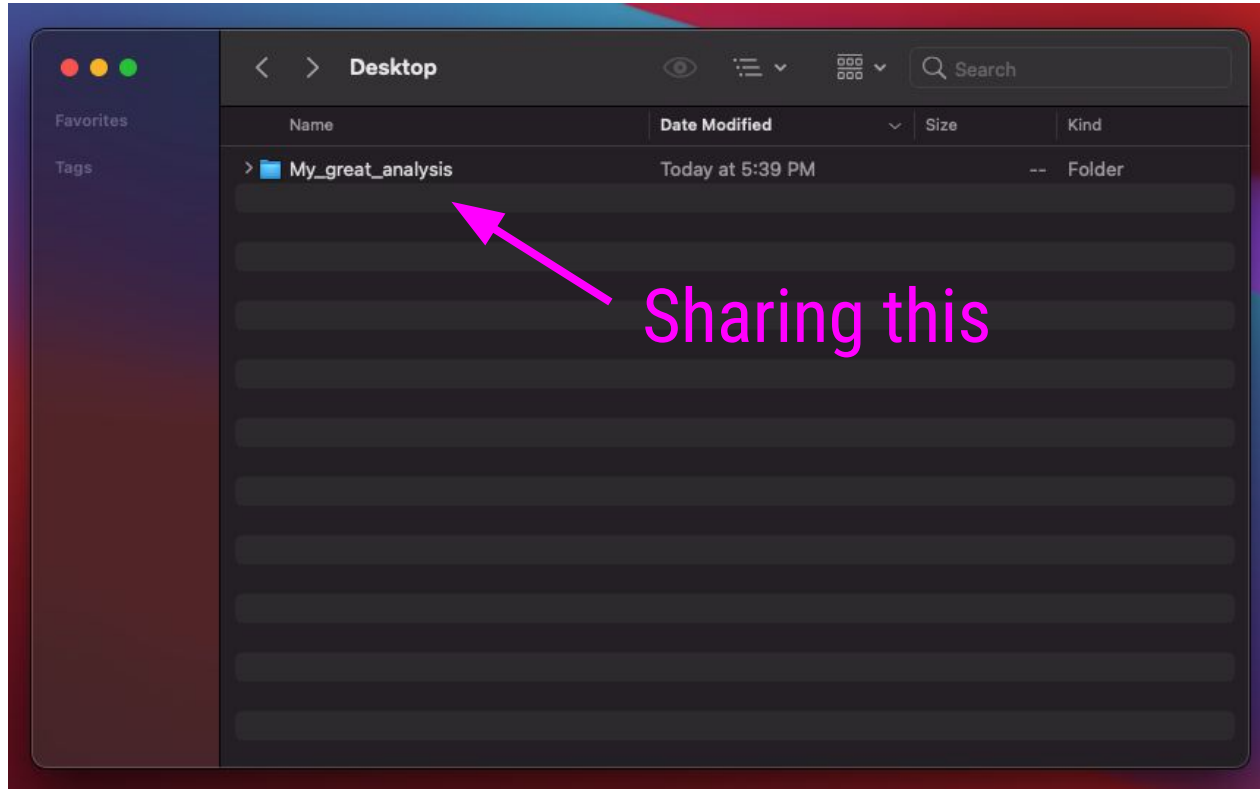 Desktop
Search
Favorites
Name Date Modified Size Kind
Tags
My_great_analysis Today at 5:39 PM -- Folder
Sharing this